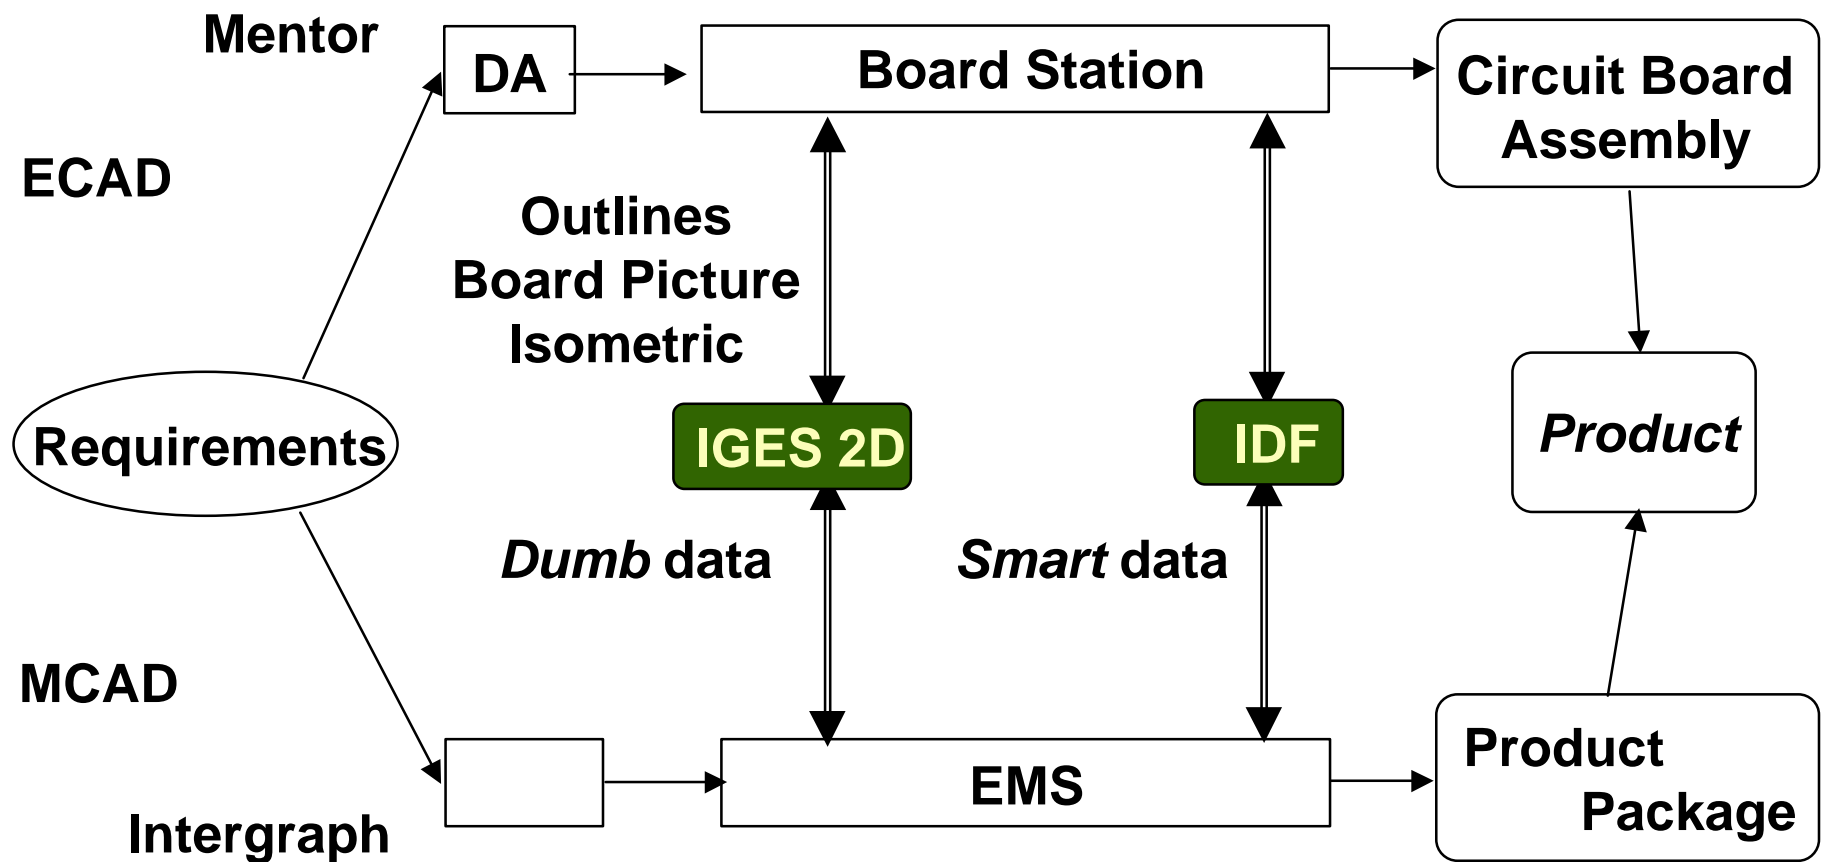 Mentor
DA
Board Station
Circuit Board
Assembly
ECAD
Outlines
Board Picture
Isometric
Requirements
IGES 2D
IDF
Product
Dumb data
Smart data
MCAD
EMS
Product
Package
Intergraph